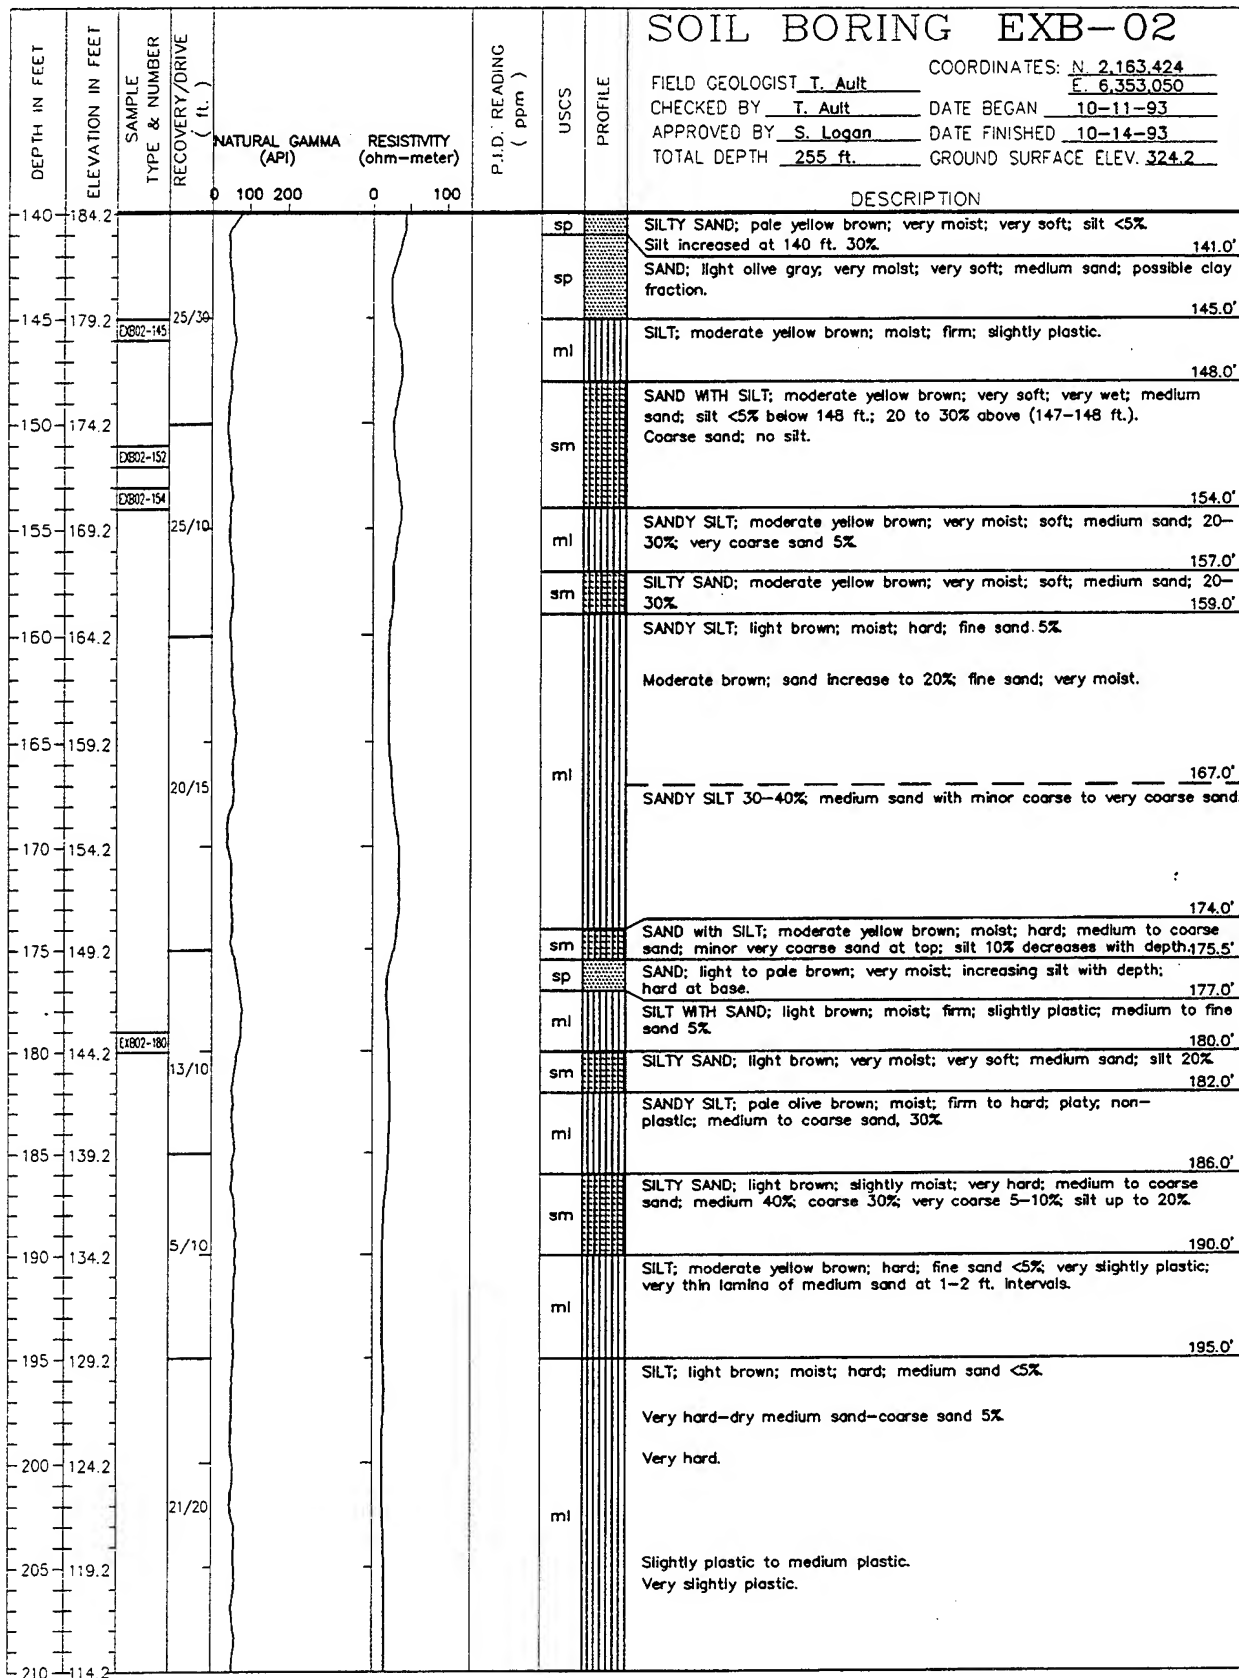 SOIL BORING EXB-02
COORDINATES: N. 2,163,424
E. 6,353,050
FIELD GEOLOGIST T. Ault
CHECKED BY T. Ault DATE BEGAN 10-11-93
APPROVED BY S. Logan DATE FINISHED 10-14-93
TOTAL DEPTH 255 ft. GROUND SURFACE ELEV. 324.2
DEPTH IN FEET
ELEVATION IN FEET
SAMPLE
TYPE & NUMBER
RECOVERY/DRIVE
( ft. )
NATURAL GAMMA
(API)
0 100 200
RESISTIVITY
(ohm-meter)
0 100
P.I.D. READING
( ppm )
USCS
PROFILE
DESCRIPTION
140 184.2
sp
SILTY SAND; pale yellow brown; very moist; very soft; silt <5%.
Silt increased at 140 ft. 30%.
141.0'
sp
SAND; light olive gray; very moist; very soft; medium sand; possible clay
fraction.
145.0'
145 179.2
EXB02-145
25/30
ml
SILT; moderate yellow brown; moist; firm; slightly plastic.
148.0'
150 174.2
EXB02-152
EXB02-154
sm
SAND WITH SILT; moderate yellow brown; very soft; very wet; medium
sand; silt <5% below 148 ft.; 20 to 30% above (147-148 ft.).
Coarse sand; no silt.
154.0'
155 169.2
25/10
ml
SANDY SILT; moderate yellow brown; very moist; soft; medium sand; 20-
30%; very coarse sand 5%.
157.0'
sm
SILTY SAND; moderate yellow brown; very moist; soft; medium sand; 20-
30%.
159.0'
160 164.2
SANDY SILT; light brown; moist; hard; fine sand 5%.
Moderate brown; sand increase to 20%; fine sand; very moist.
165 159.2
20/15
ml
167.0'
SANDY SILT 30-40%; medium sand with minor coarse to very coarse sand.
170 154.2
174.0'
175 149.2
sm
SAND with SILT; moderate yellow brown; moist; hard; medium to coarse
sand; minor very coarse sand at top; silt 10% decreases with depth.
175.5'
sp
SAND; light to pale brown; very moist; increasing silt with depth;
hard at base.
177.0'
ml
SILT WITH SAND; light brown; moist; firm; slightly plastic; medium to fine
sand 5%.
180.0'
EXB02-180
180 144.2
13/10
sm
SILTY SAND; light brown; very moist; very soft; medium sand; silt 20%.
182.0'
ml
SANDY SILT; pale olive brown; moist; firm to hard; platy; non-
plastic; medium to coarse sand, 30%.
186.0'
185 139.2
sm
SILTY SAND; light brown; slightly moist; very hard; medium to coarse
sand; medium 40%; coarse 30%; very coarse 5-10%; silt up to 20%.
190.0'
190 134.2
5/10
ml
SILT; moderate yellow brown; hard; fine sand <5%; very slightly plastic;
very thin lamina of medium sand at 1-2 ft. intervals.
195.0'
195 129.2
SILT; light brown; moist; hard; medium sand <5%.
Very hard-dry medium sand-coarse sand 5%.
Very hard.
200 124.2
21/20
ml
205 119.2
Slightly plastic to medium plastic.
Very slightly plastic.
210 114.2